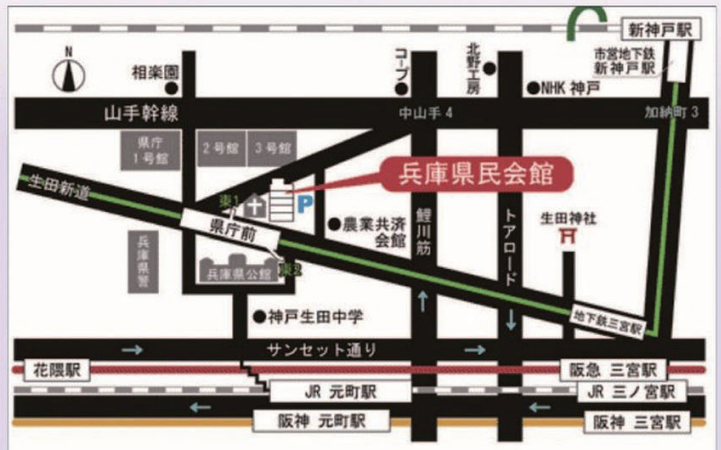 新神戸駅
N
相楽園
コープ
北野工房
NHK 神戸
市営地下鉄
新神戸駅
山手幹線
中山手 4
加納町 3
県庁
1号館
2号館
3号館
兵庫県民会館
生田新道
東1
P
県庁前
農業共済
会館
鯉川筋
トアロード
生田神社
兵庫県警
兵庫県公館
東2
地下鉄三宮駅
神戸生田中学
サンセット通り
花隈駅
阪急 三宮駅
JR 元町駅
JR 三ノ宮駅
阪神 元町駅
阪神 三宮駅